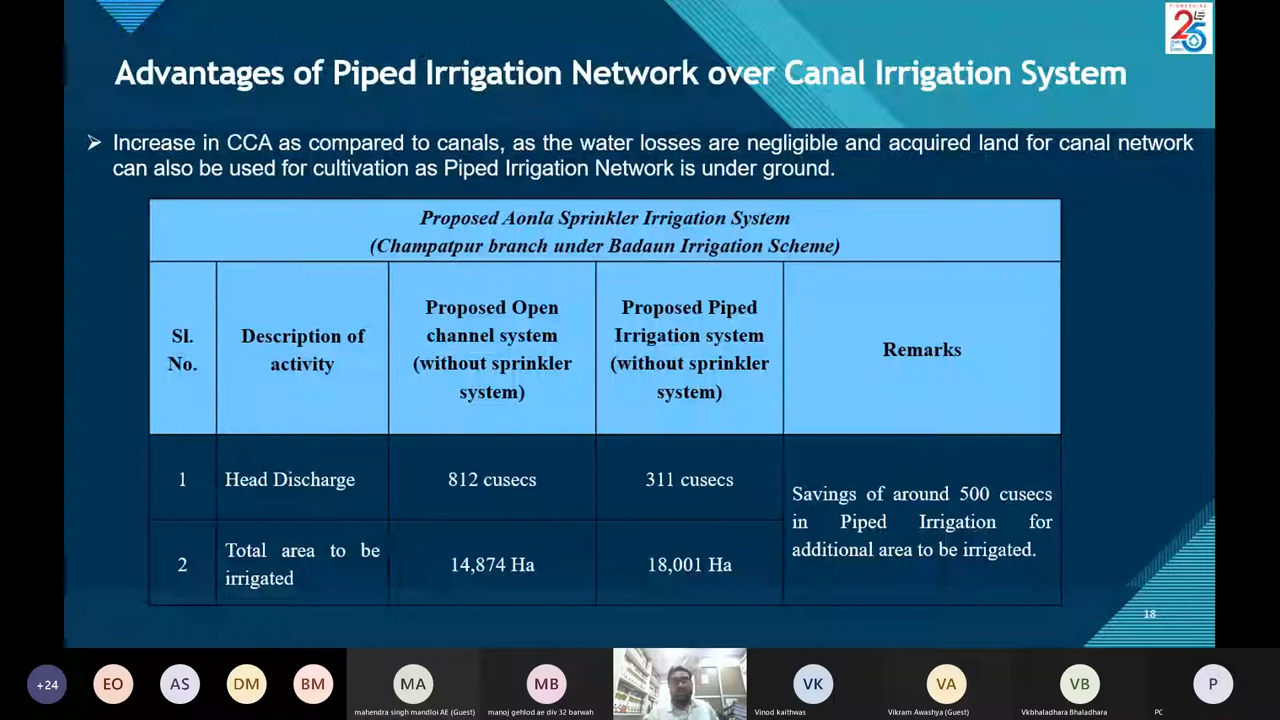 PIONEERING
25
Advantages of Piped Irrigation Network over Canal Irrigation System
➢ Increase in CCA as compared to canals, as the water losses are negligible and acquired land for canal network
can also be used for cultivation as Piped Irrigation Network is under ground.
Proposed Aonla Sprinkler Irrigation System
(Champatpur branch under Badaun Irrigation Scheme)
Sl.
No.
Description of
activity
Proposed Open
channel system
(without sprinkler
system)
Proposed Piped
Irrigation system
(without sprinkler
system)
Remarks
1
Head Discharge
812 cusecs
311 cusecs
2
Total area to be
irrigated
14,874 Ha
18,001 Ha
Savings of around 500 cusecs
in Piped Irrigation for
additional area to be irrigated.
18
+24
EO
AS
DM
BM
MA
mahendra singh mandloi AE (Guest)
MB
manoj gehlod ae div 32 barwah
VK
Vinod kaithwas
VA
Vikram Awashya (Guest)
VB
Vkbhaladhara Bhaladhara
P
PC